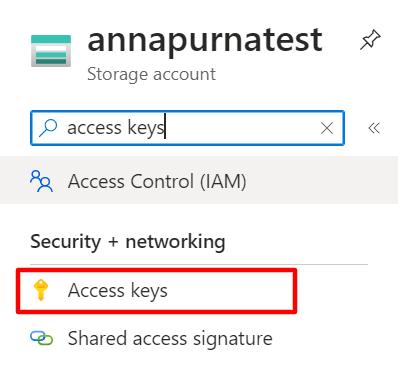 annapurnatest
Storage account
access keys
Access Control (IAM)
Security + networking
Access keys
Shared access signature